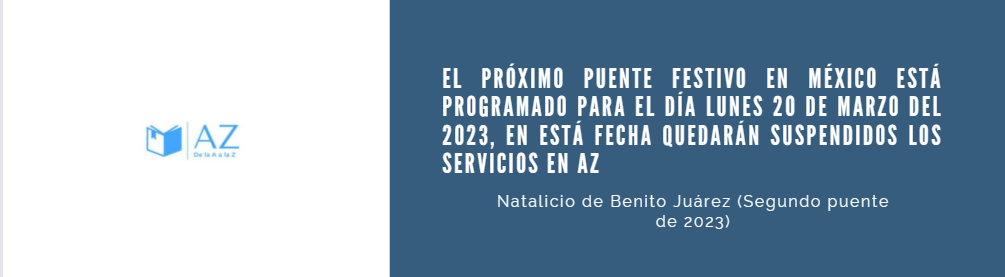 AZ
De la A a la Z
EL PRÓXIMO PUENTE FESTIVO EN MÉXICO ESTÁ
PROGRAMADO PARA EL DÍA LUNES 20 DE MARZO DEL
2023, EN ESTÁ FECHA QUEDARÁN SUSPENDIDOS LOS
SERVICIOS EN AZ
Natalicio de Benito Juárez (Segundo puente
de 2023)